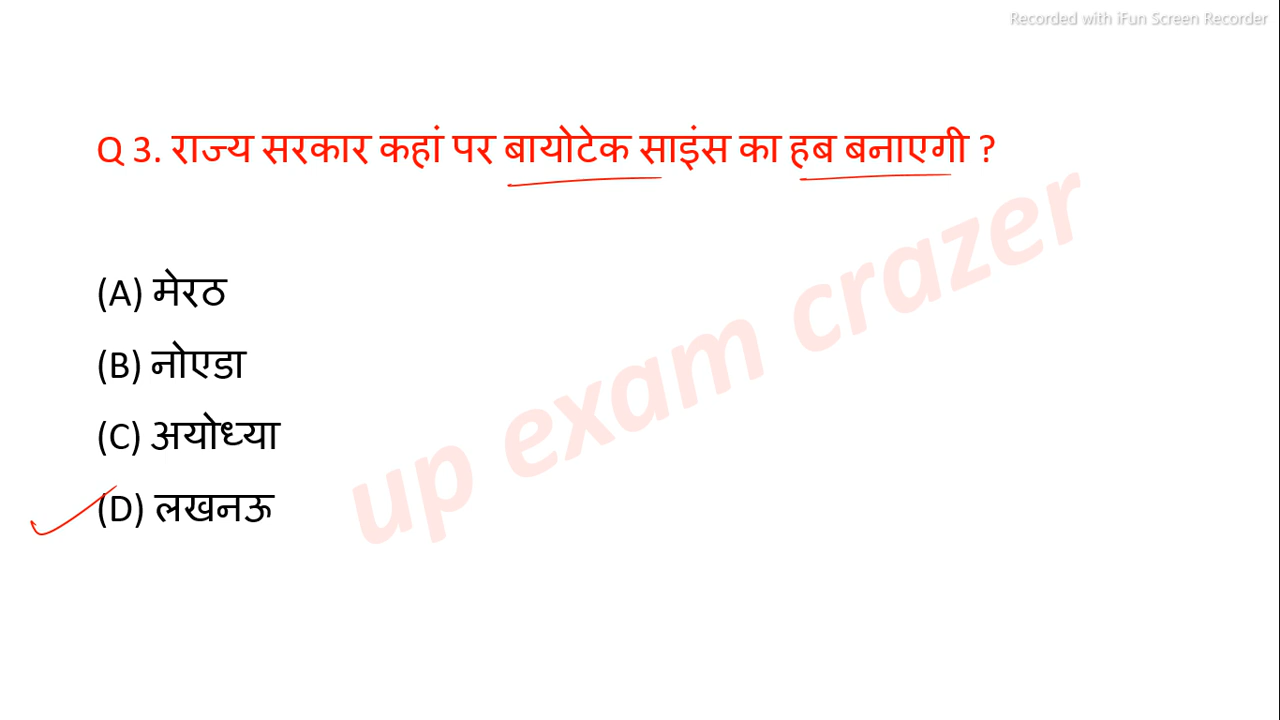 Recorded with iFun Screen Recorder
Q 3. राज्य सरकार कहां पर बायोटेक साइंस का हब बनाएगी ?
(A) मेरठ
(B) नोएडा
(C) अयोध्या
(D) लखनऊ
up exam crazer